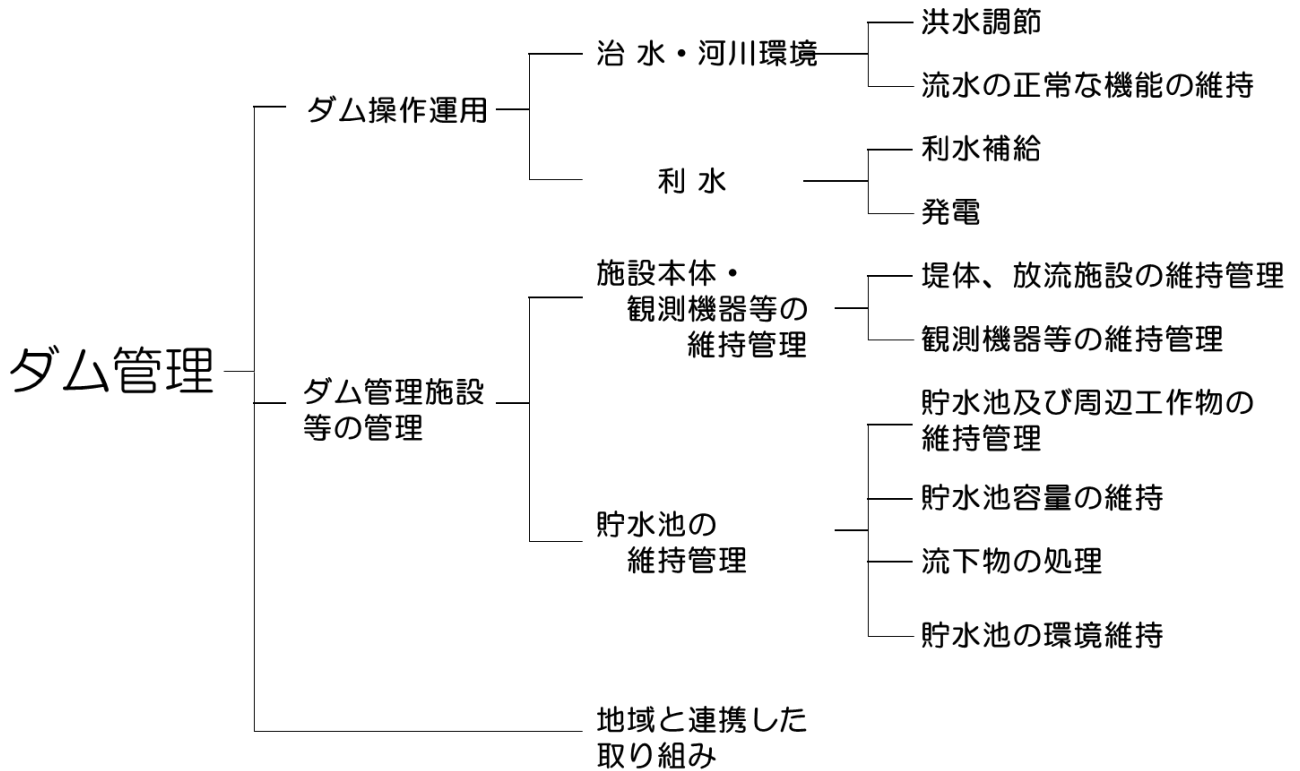 ダム管理
ダム操作運用
治 水・河川環境
洪水調節
流水の正常な機能の維持
利 水
利水補給
発電
ダム管理施設
等の管理
施設本体・
観測機器等の
維持管理
堤体、放流施設の維持管理
観測機器等の維持管理
貯水池の
維持管理
貯水池及び周辺工作物の
維持管理
貯水池容量の維持
流下物の処理
貯水池の環境維持
地域と連携した
取り組み